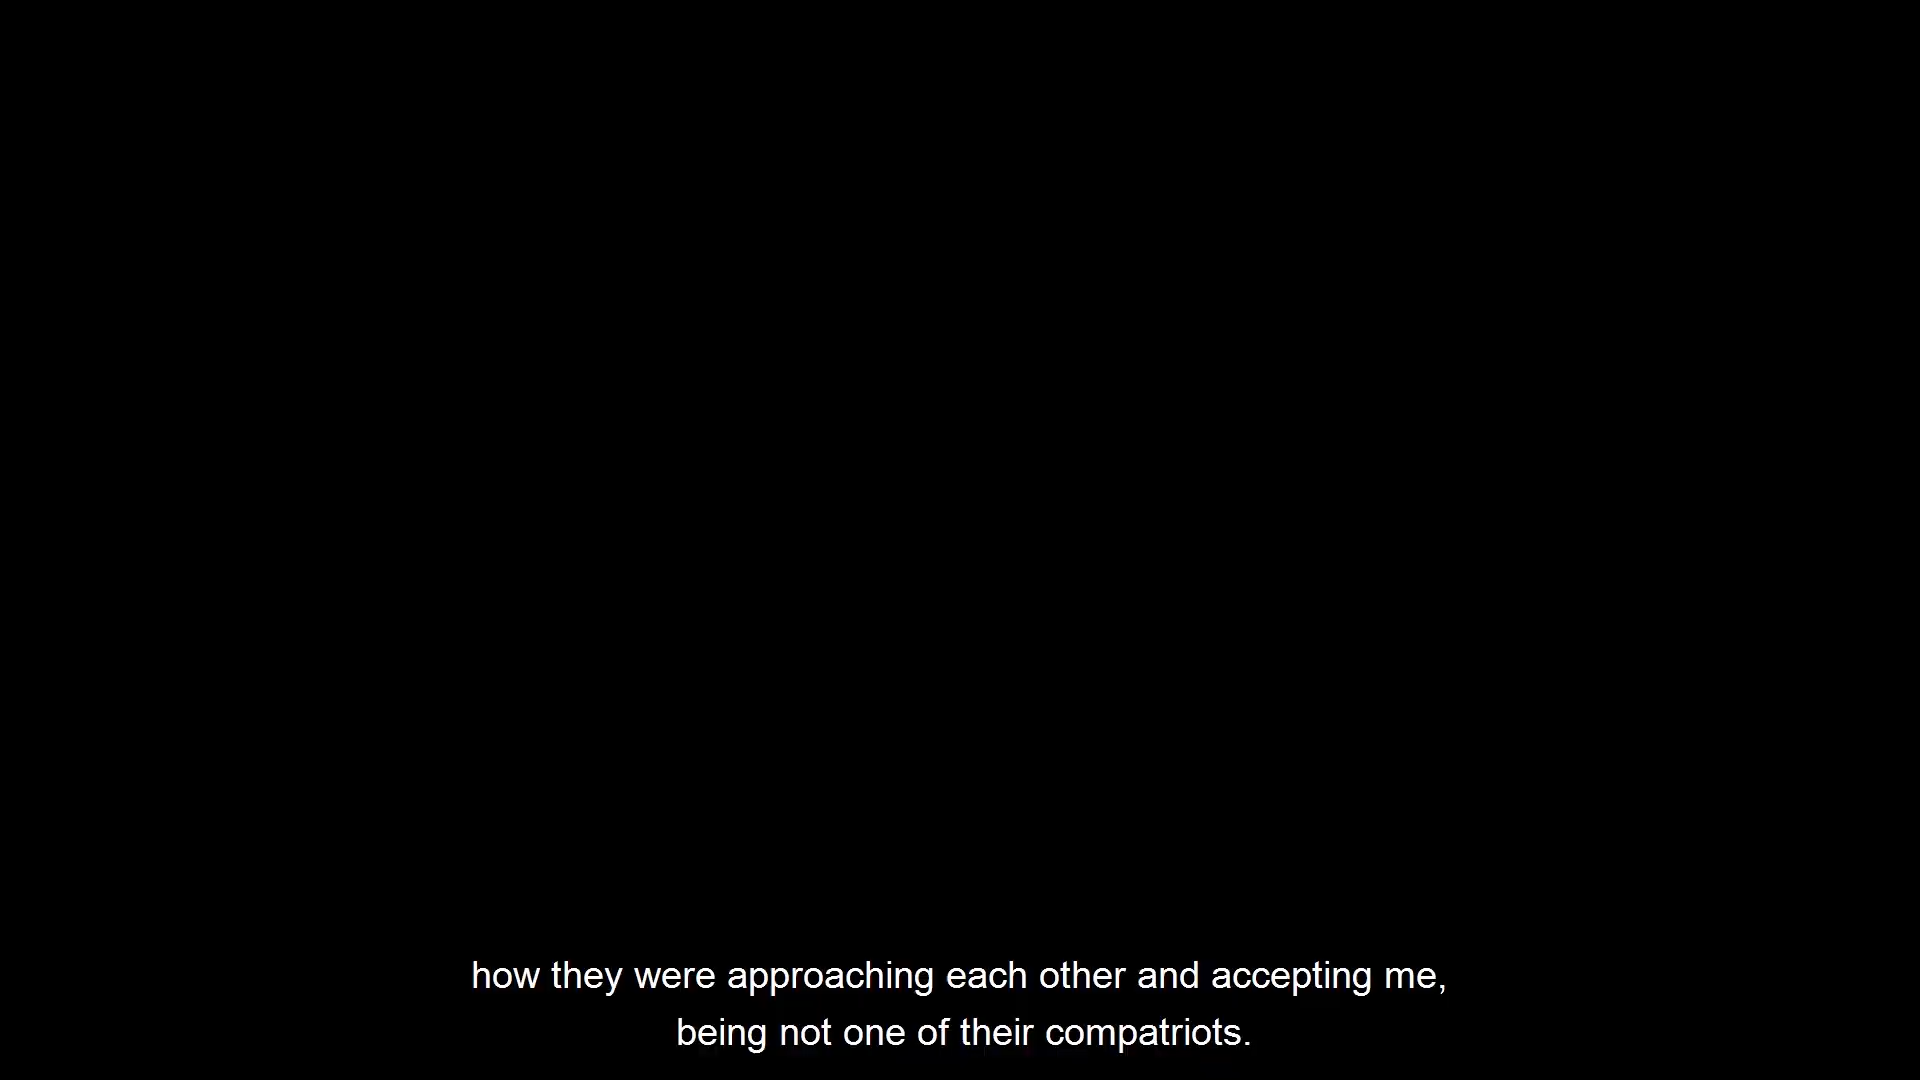 how they were approaching each other and accepting me,
being not one of their compatriots.